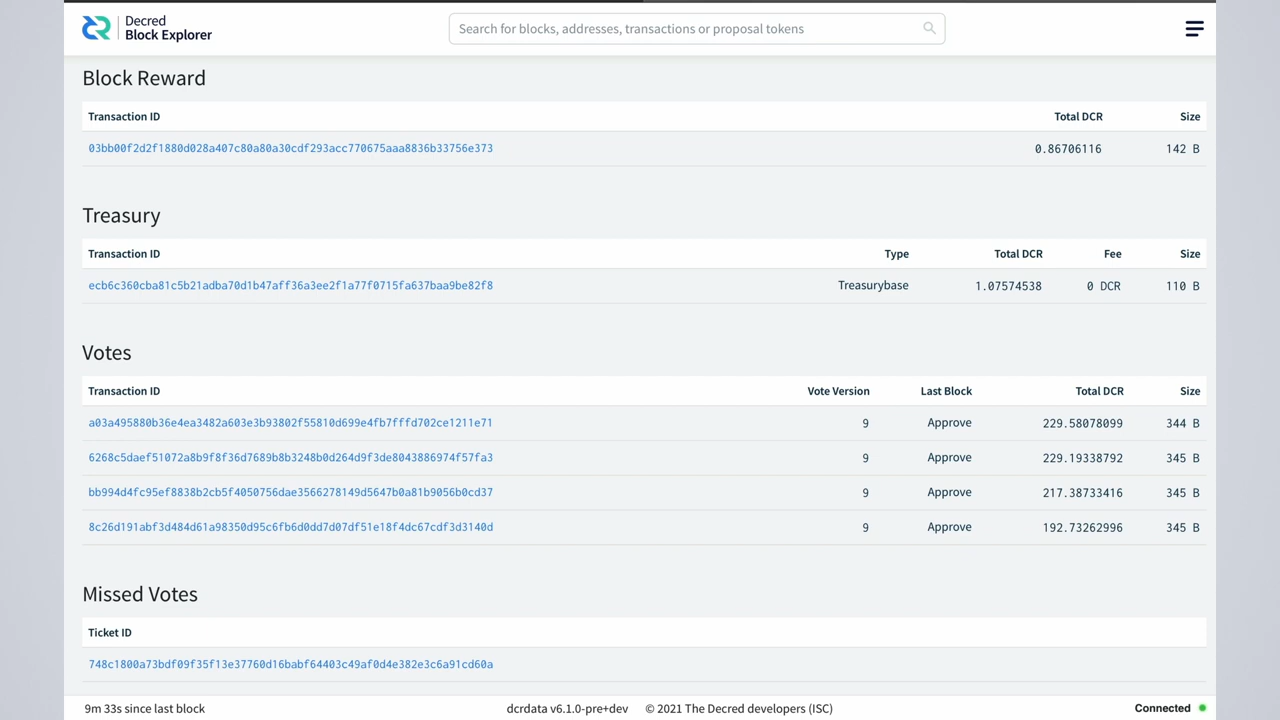 Decred
Block Explorer
Search for blocks, addresses, transactions or proposal tokens
Block Reward
Transaction ID Total DCR Size
03bb00f2d2f1880d028a407c80a80a30cdf293acc770675aaa8836b33756e373 0.86706116 142 B
Treasury
Transaction ID Type Total DCR Fee Size
ecb6c360cba81c5b21adba70d1b47aff36a3ee2f1a77f0715fa637baa9be82f8 Treasurybase 1.07574538 0 DCR 110 B
Votes
Transaction ID Vote Version Last Block Total DCR Size
a03a495880b36e4ea3482a603e3b93802f55810d699e4fb7fffd702ce1211e71 9 Approve 229.58078099 344 B
6268c5daef51072a8b9f8f36d7689b8b3248b0d264d9f3de8043886974f57fa3 9 Approve 229.19338792 345 B
bb994d4fc95ef8838b2cb5f4050756dae3566278149d5647b0a81b9056b0cd37 9 Approve 217.38733416 345 B
8c26d191abf3d484d61a98350d95c6fb6d0dd7d07df51e18f4dc67cdf3d3140d 9 Approve 192.73262996 345 B
Missed Votes
Ticket ID
748c1800a73bdf09f35f13e37760d16babf64403c49af0d4e382e3c6a91cd60a
9m 33s since last block dcrdata v6.1.0-pre+dev © 2021 The Decred developers (ISC) Connected